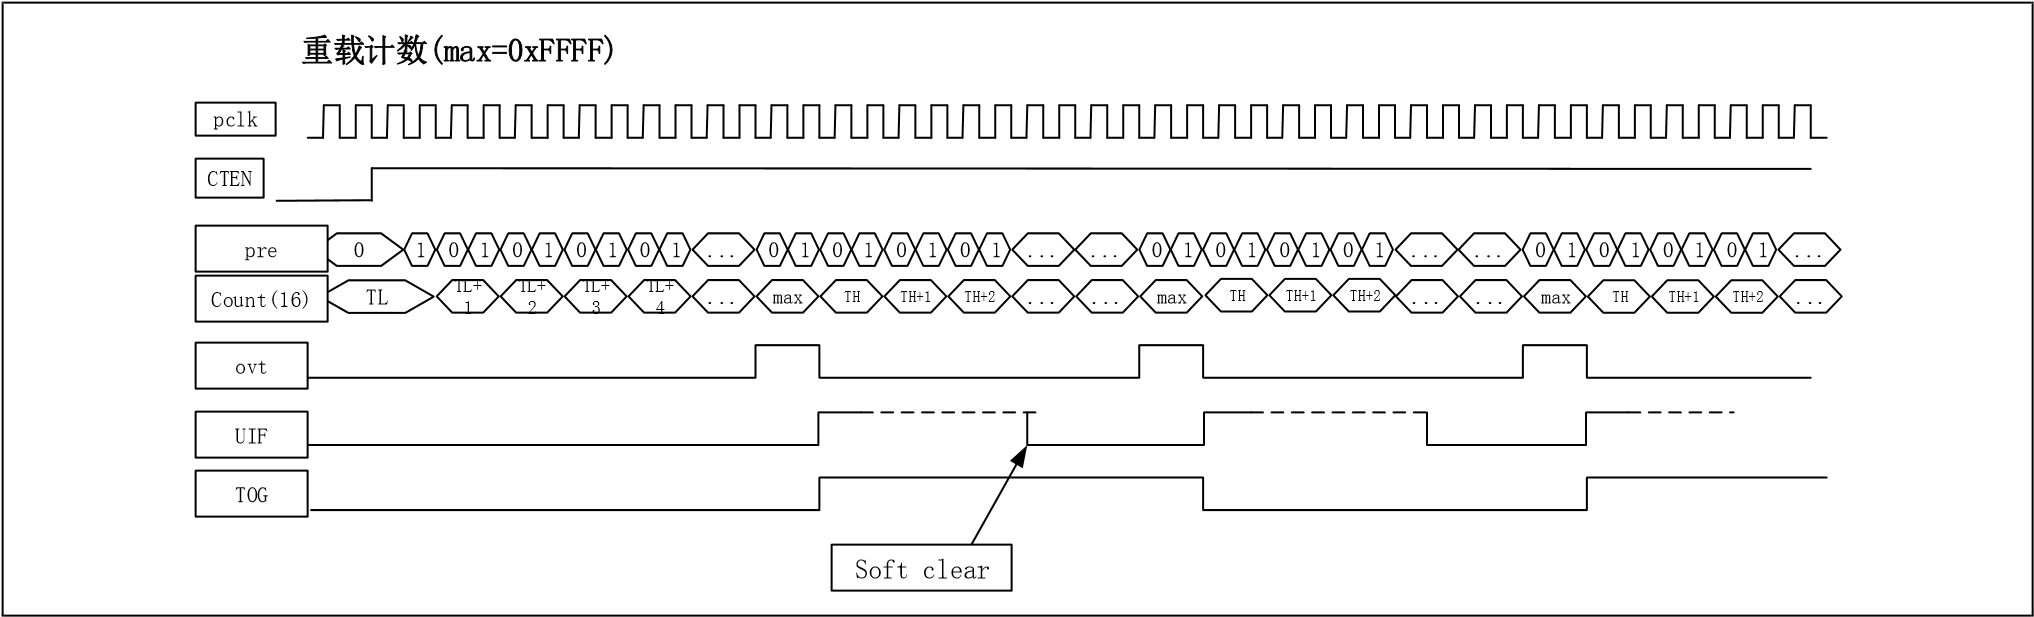 重载计数(max=0xFFFF)
pclk
CTEN
pre 0 1 0 1 0 1 0 1 0 1 ... 0 1 0 1 0 1 0 1 ... ... 0 1 0 1 0 1 0 1 ... ... 0 1 0 1 0 1 0 1 ...
Count(16) TL TL+1 TL+2 TL+3 TL+4 ... max TH TH+1 TH+2 ... ... max TH TH+1 TH+2 ... ... max TH TH+1 TH+2 ...
ovt
UIF
TOG
Soft clear